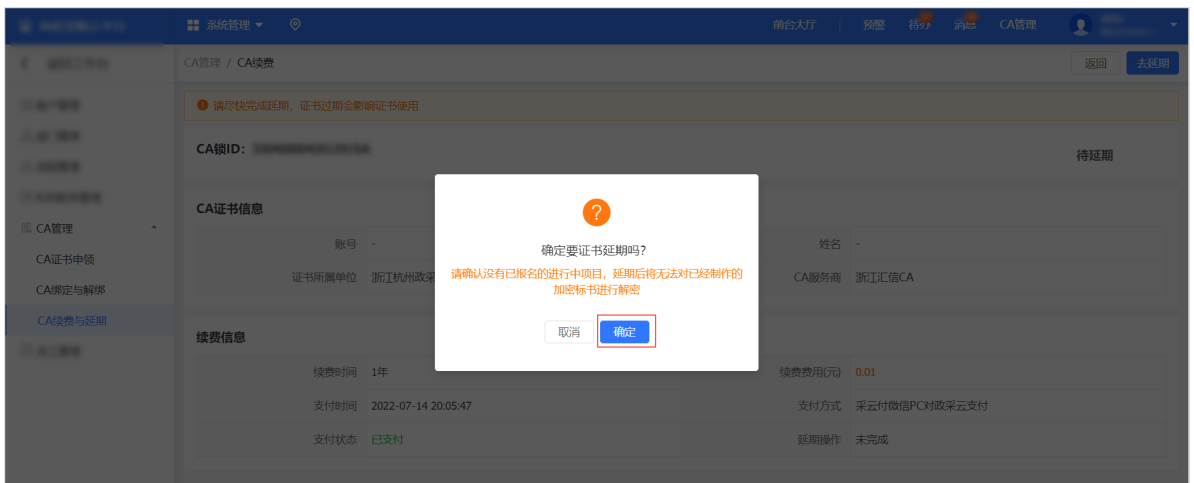 系统管理
前台大厅
预警
待办
消息
CA管理
CA管理 / CA续费
返回
去延期
请尽快完成延期，证书过期会影响证书使用
CA锁ID：
待延期
CA证书信息
CA管理
CA证书申领
CA绑定与解绑
CA续费与延期
账号 -
姓名 -
证书所属单位 浙江杭州政采
CA服务商 浙江汇信CA
?
确定要证书延期吗?
请确认没有已报名的进行中项目，延期后将无法对已经制作的
加密标书进行解密
取消
确定
续费信息
续费时间 1年
续费费用(元) 0.01
支付时间 2022-07-14 20:05:47
支付方式 采云付微信PC对政采云支付
支付状态 已支付
延期操作 未完成